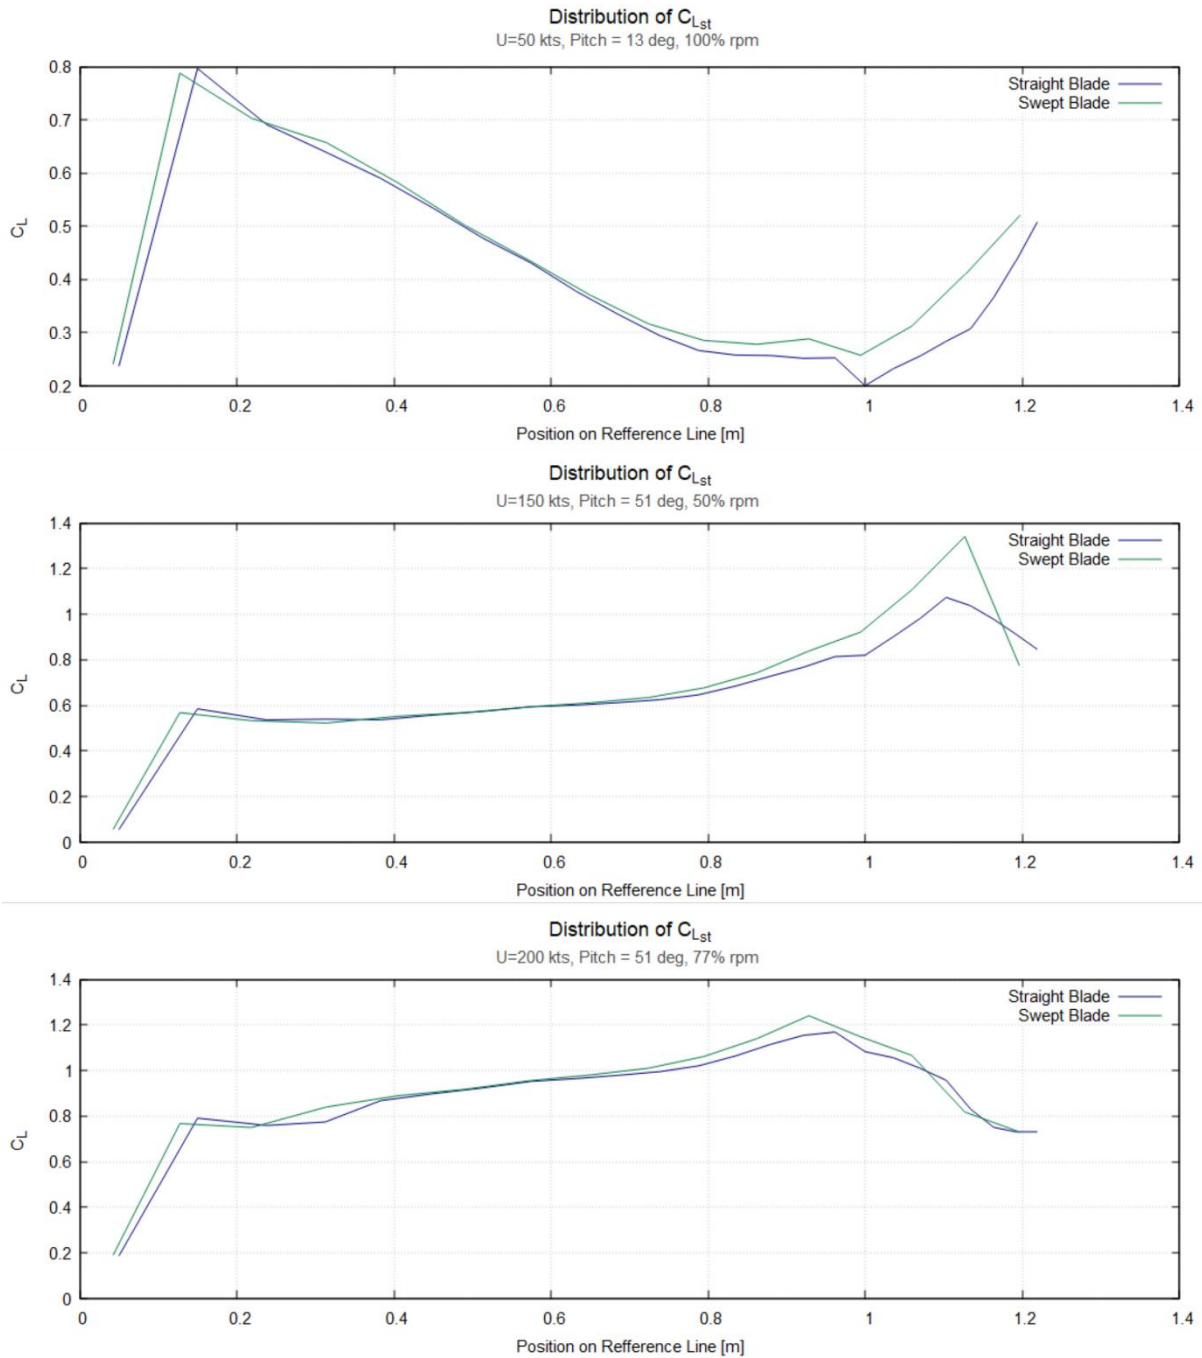 Distribution of C_Lst
U=50 kts, Pitch = 13 deg, 100% rpm
Straight Blade
Swept Blade
C_L
0.8
0.7
0.6
0.5
0.4
0.3
0.2
0 0.2 0.4 0.6 0.8 1 1.2 1.4
Position on Refference Line [m]
Distribution of C_Lst
U=150 kts, Pitch = 51 deg, 50% rpm
Straight Blade
Swept Blade
C_L
1.4
1.2
1
0.8
0.6
0.4
0.2
0
0 0.2 0.4 0.6 0.8 1 1.2 1.4
Position on Refference Line [m]
Distribution of C_Lst
U=200 kts, Pitch = 51 deg, 77% rpm
Straight Blade
Swept Blade
C_L
1.4
1.2
1
0.8
0.6
0.4
0.2
0
0 0.2 0.4 0.6 0.8 1 1.2 1.4
Position on Refference Line [m]